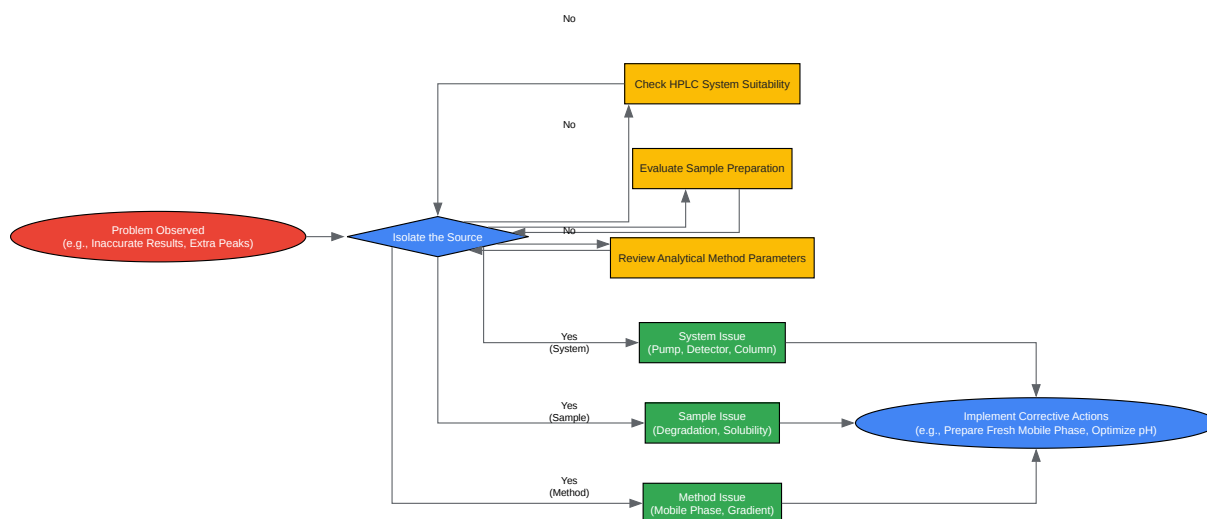 No
Check HPLC System Suitability
No
Evaluate Sample Preparation
Problem Observed
(e.g., Inaccurate Results, Extra Peaks)
Isolate the Source
No
Review Analytical Method Parameters
Yes
(System)
System Issue
(Pump, Detector, Column)
Yes
(Sample)
Sample Issue
(Degradation, Solubility)
Implement Corrective Actions
(e.g., Prepare Fresh Mobile Phase, Optimize pH)
Yes
(Method)
Method Issue
(Mobile Phase, Gradient)